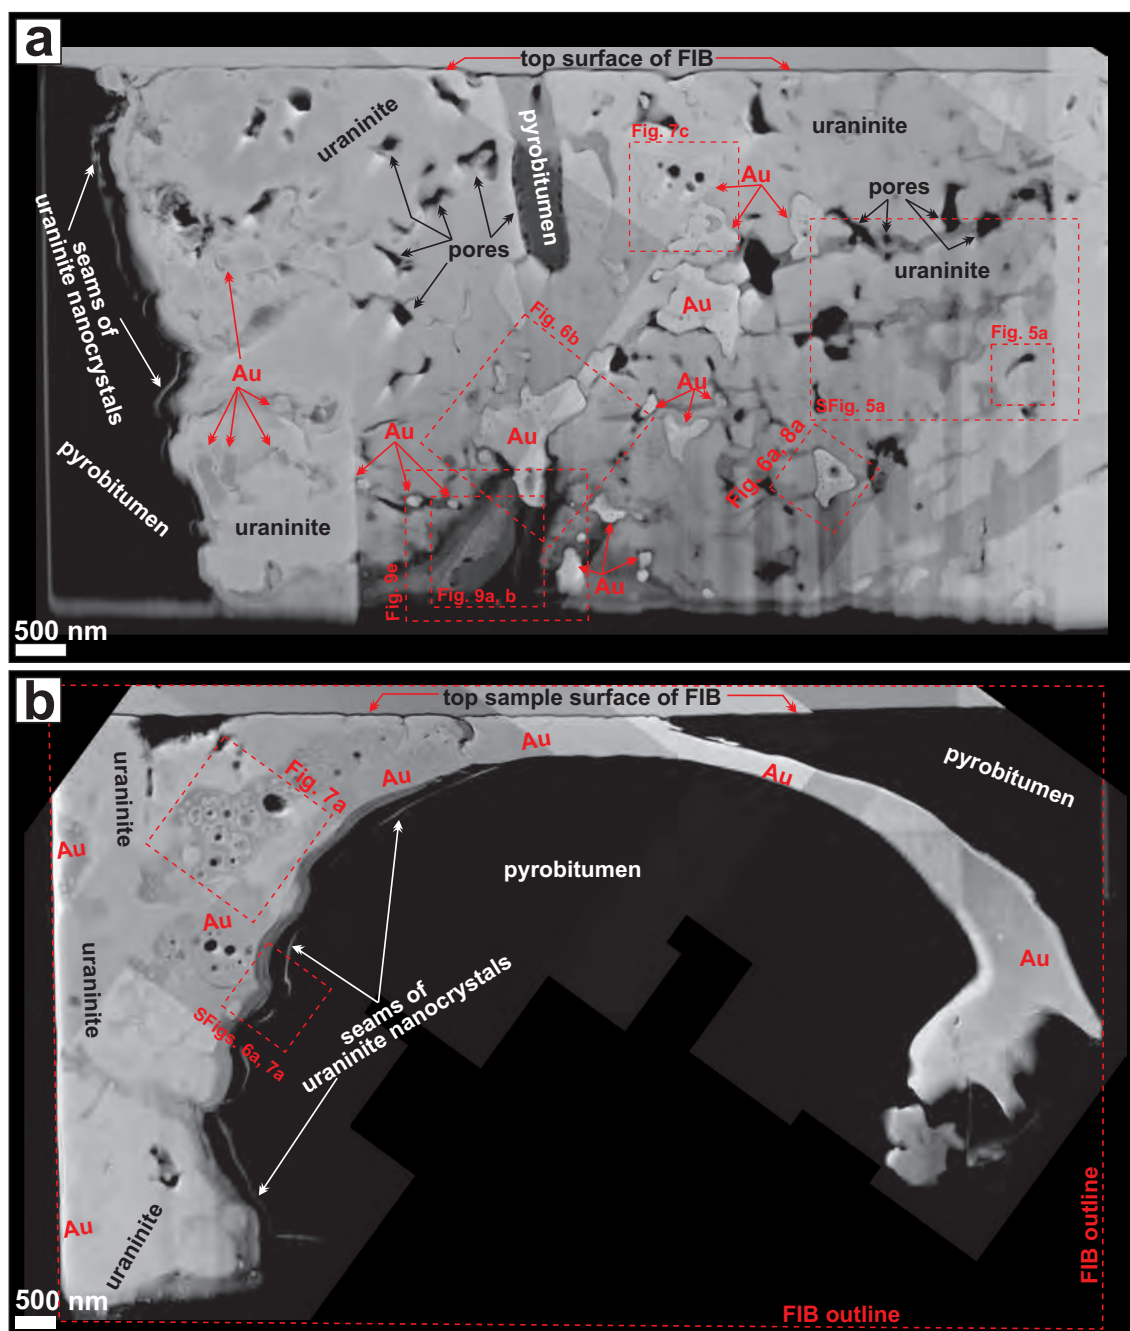 a
top surface of FIB
uraninite
pyrobitumen
Fig. 7c
uraninite
Au
pores
pores
uraninite
seams of
uraninite nanocrystals
Au
Fig. 6b
Fig. 5a
Au
Au
SFig. 5a
Au
Au
Fig. 6a, 8a
pyrobitumen
uraninite
Fig. 9e
Fig. 9a, b
Au
500 nm
b
top sample surface of FIB
uraninite
Au
Au
Au
pyrobitumen
Fig. 7a
Au
pyrobitumen
Au
uraninite
Au
seams of
uraninite nanocrystals
SFigs. 6a, 7a
Au
uraninite
FIB outline
500 nm
FIB outline